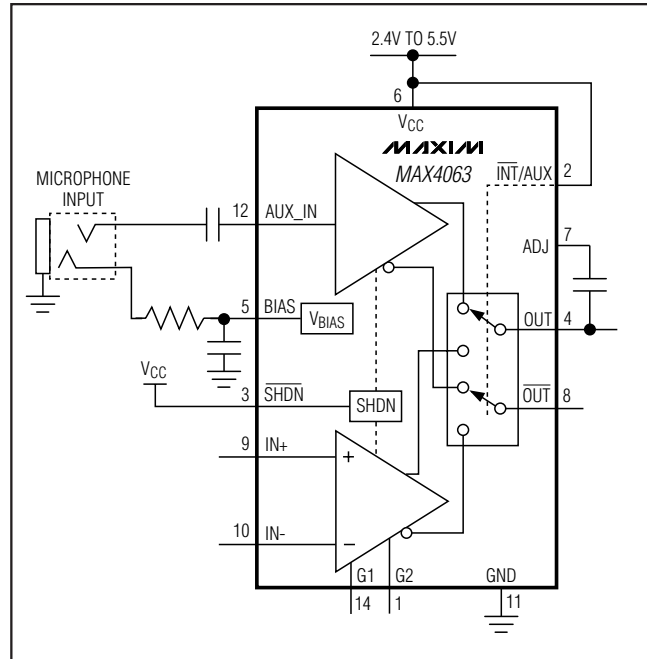 2.4V TO 5.5V
6
VCC
MAXIM
MAX4063
INT/AUX
2
MICROPHONE
INPUT
12
AUX_IN
ADJ
7
5
BIAS
VBIAS
OUT
4
VCC
3
SHDN
SHDN
OUT
8
9
IN+
+
10
IN-
−
G1
G2
GND
14
1
11